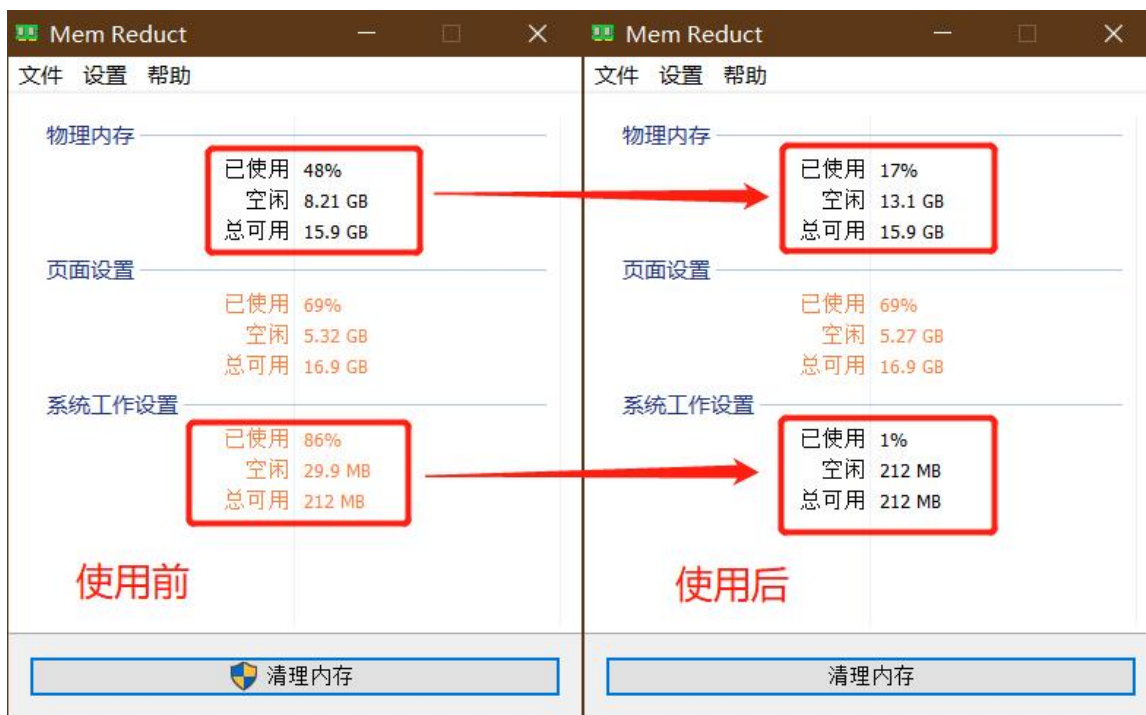 Mem Reduct
文件 设置 帮助
物理内存
已使用 48%
空闲 8.21 GB
总可用 15.9 GB
页面设置
已使用 69%
空闲 5.32 GB
总可用 16.9 GB
系统工作设置
已使用 86%
空闲 29.9 MB
总可用 212 MB
使用前
清理内存
Mem Reduct
文件 设置 帮助
物理内存
已使用 17%
空闲 13.1 GB
总可用 15.9 GB
页面设置
已使用 69%
空闲 5.27 GB
总可用 16.9 GB
系统工作设置
已使用 1%
空闲 212 MB
总可用 212 MB
使用后
清理内存